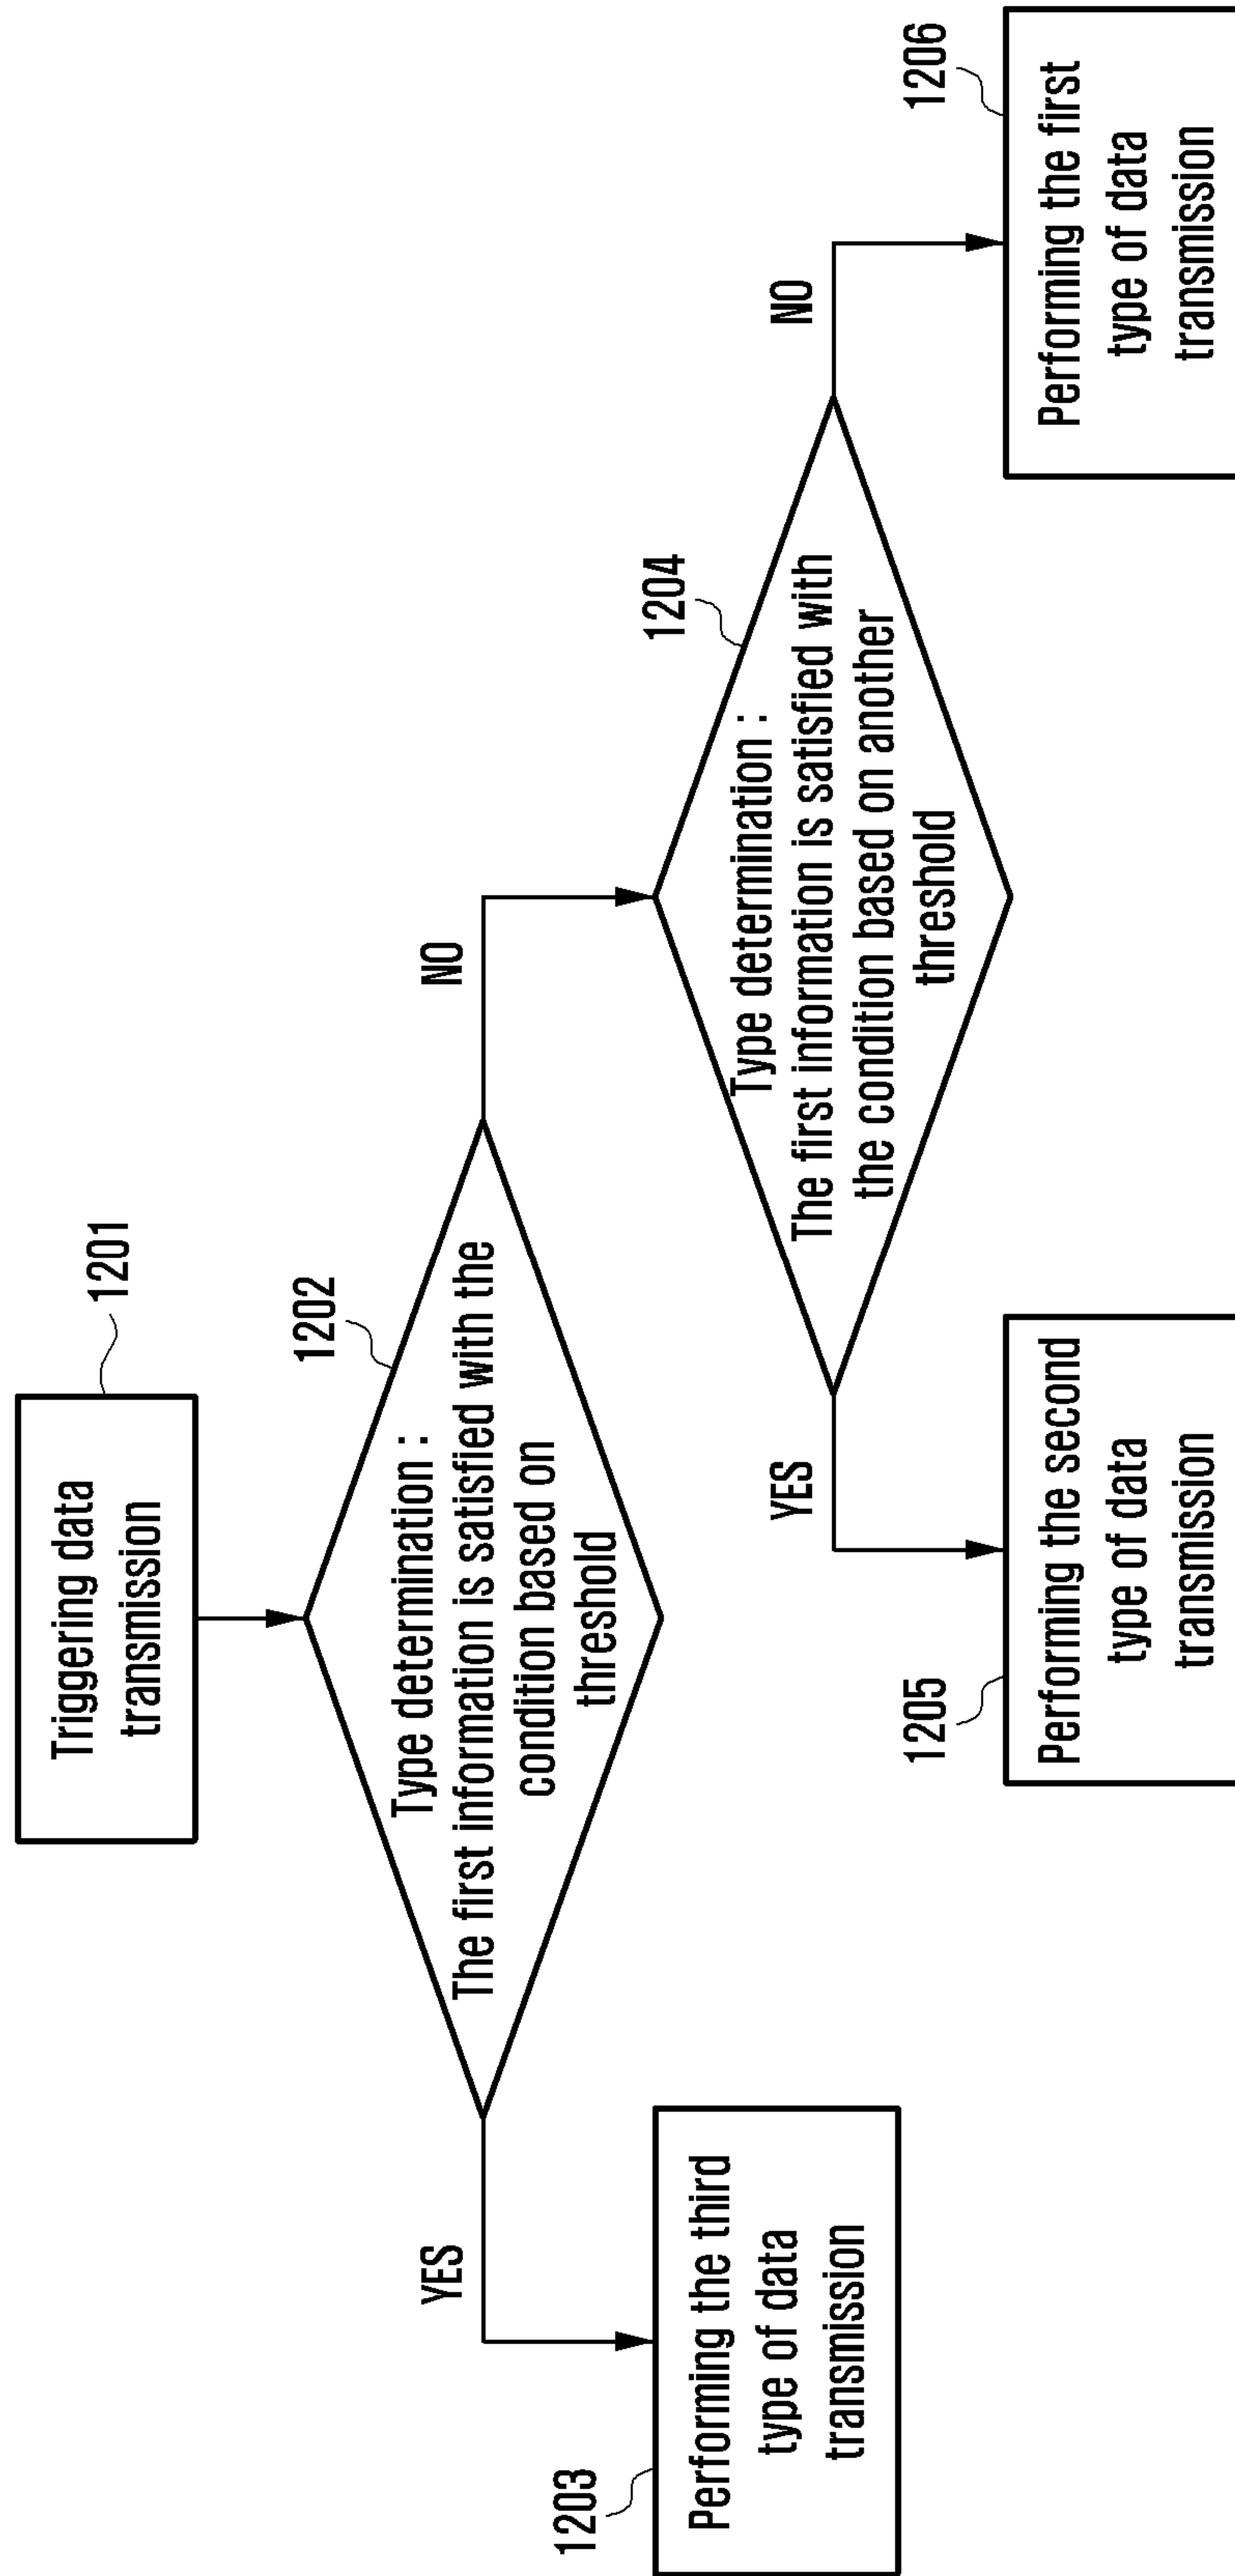 1201
Triggering data
transmission
1202
Type determination :
The first information is satisfied with the
condition based on
threshold
YES
NO
1203
Performing the third
type of data
transmission
1204
Type determination :
The first information is satisfied with
the condition based on another
threshold
YES
NO
1205
Performing the second
type of data
transmission
1206
Performing the first
type of data
transmission